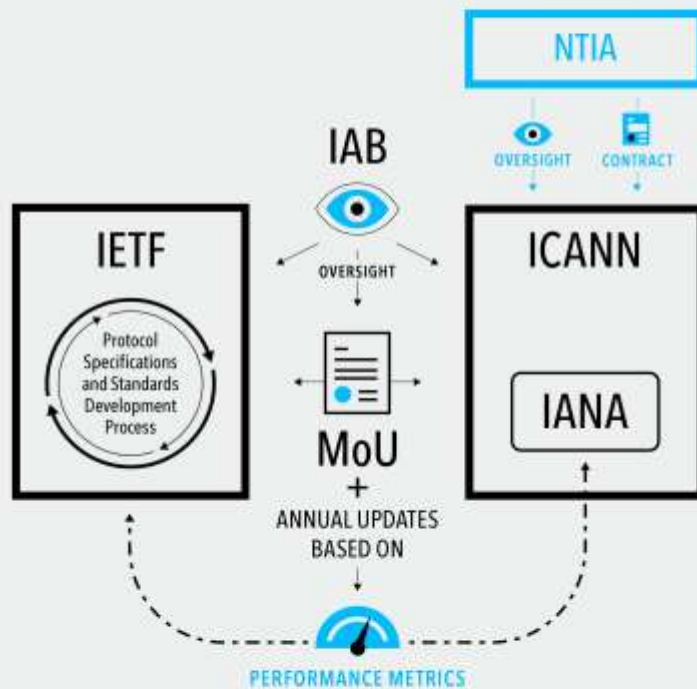 NTIA
OVERSIGHT
CONTRACT
IAB
OVERSIGHT
IETF
Protocol
Specifications
and Standards
Development
Process
MoU
+
ANNUAL UPDATES
BASED ON
PERFORMANCE METRICS
ICANN
IANA